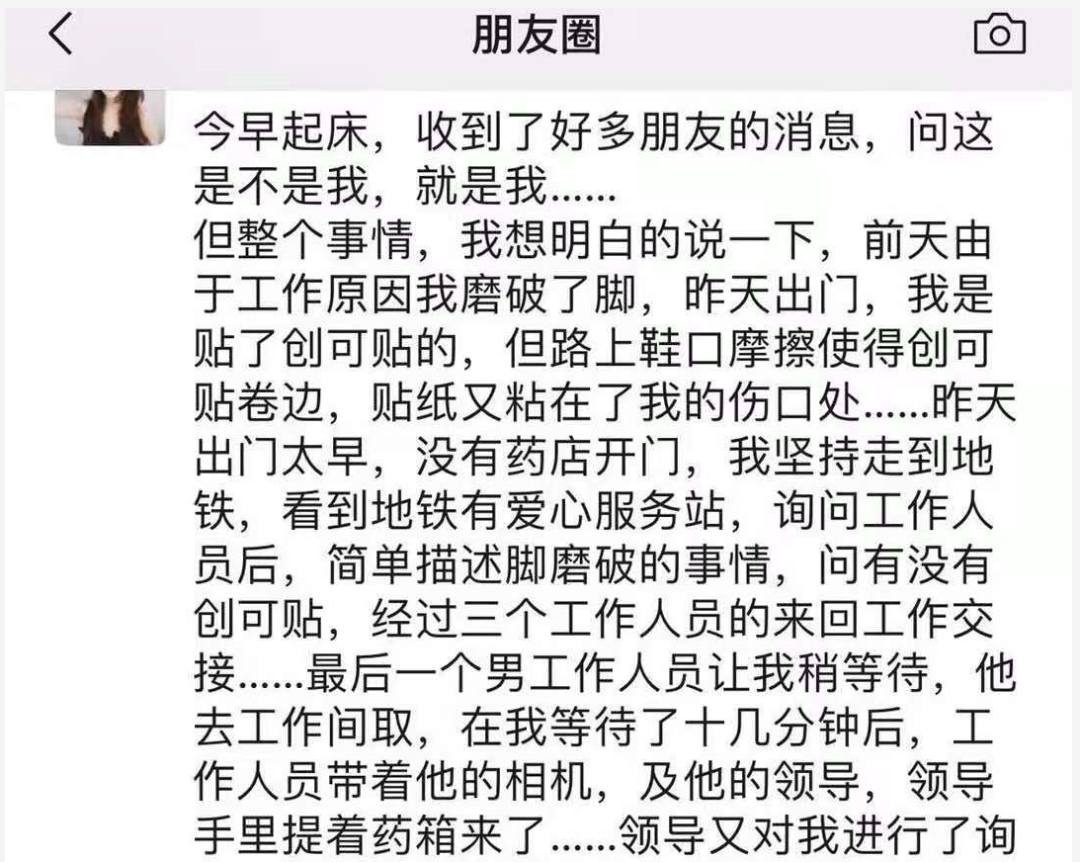 朋友圈
今早起床，收到了好多朋友的消息，问这
是不是我，就是我......
但整个事情，我想明白的说一下，前天由
于工作原因我磨破了脚，昨天出门，我是
贴了创可贴的，但路上鞋口摩擦使得创可
贴卷边，贴纸又粘在了我的伤口处......昨天
出门太早，没有药店开门，我坚持走到地
铁，看到地铁有爱心服务站，询问工作人
员后，简单描述脚磨破的事情，问有没有
创可贴，经过三个工作人员的来回工作交
接......最后一个男工作人员让我稍等待，他
去工作间取，在我等待了十几分钟后，工
作人员带着他的相机，及他的领导，领导
手里提着药箱来了......领导又对我进行了询